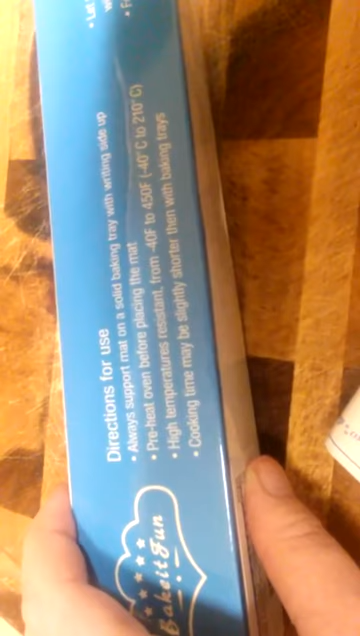 Directions for use
• Always support mat on a solid baking tray with writing side up
• Pre-heat oven before placing the mat
• High temperatures resistant, from -40F to 450F (-40°C to 210°C)
• Cooking time may be slightly shorter then with baking trays
BakeitFun
• Let